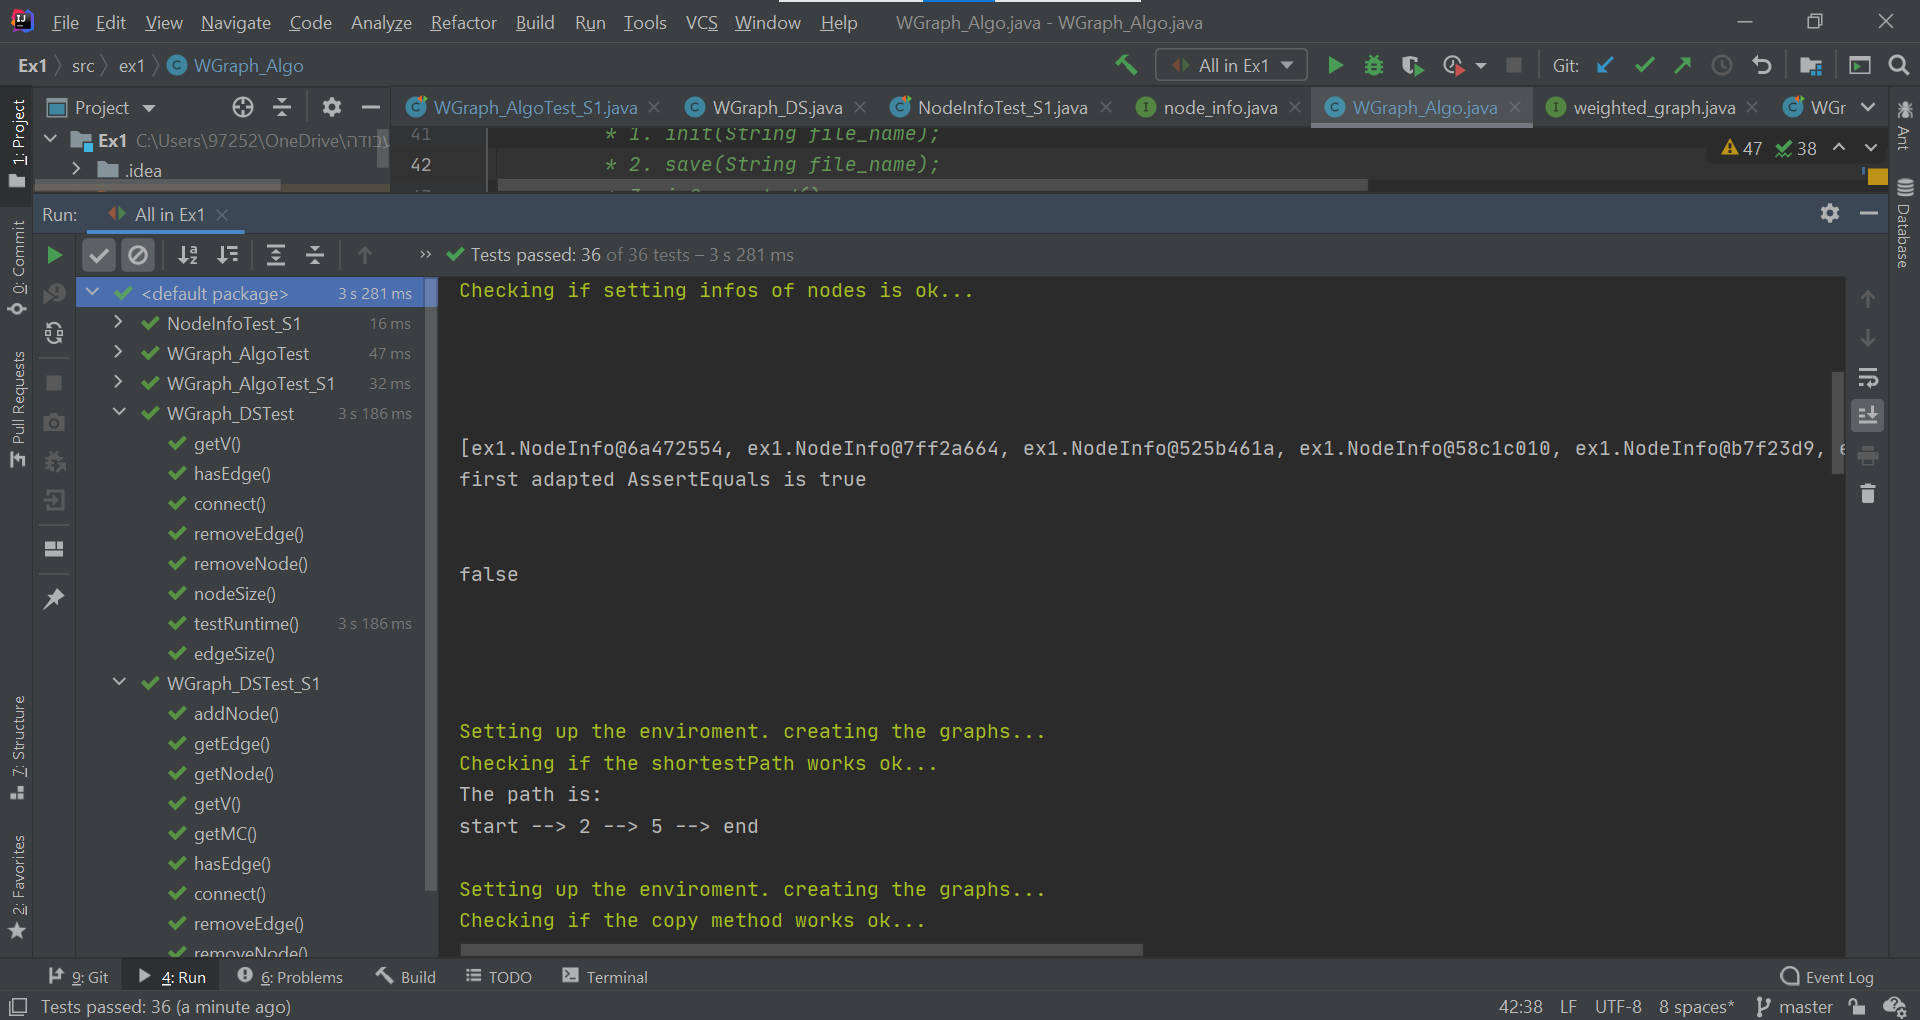 File Edit View Navigate Code Analyze Refactor Build Run Tools VCS Window Help WGraph_Algo.java - WGraph_Algo.java
Ex1 src ex1 C WGraph_Algo All in Ex1 Git:
1: Project
0: Commit
Pull Requests
7: Structure
2: Favorites
Project
WGraph_AlgoTest_S1.java WGraph_DS.java NodeInfoTest_S1.java node_info.java WGraph_Algo.java weighted_graph.java WGr
Ant
Database
Ex1 C:\Users\97252\OneDrive\עבודה
.idea
41 * 1. init(String file_name);
42 * 2. save(String file_name);
47 38
Run: All in Ex1
Tests passed: 36 of 36 tests – 3 s 281 ms
<default package> 3 s 281 ms
NodeInfoTest_S1 16 ms
WGraph_AlgoTest 47 ms
WGraph_AlgoTest_S1 32 ms
WGraph_DSTest 3 s 186 ms
getV()
hasEdge()
connect()
removeEdge()
removeNode()
nodeSize()
testRuntime() 3 s 186 ms
edgeSize()
WGraph_DSTest_S1
addNode()
getEdge()
getNode()
getV()
getMC()
hasEdge()
connect()
removeEdge()
removeNode()
Checking if setting infos of nodes is ok...
[ex1.NodeInfo@6a472554, ex1.NodeInfo@7ff2a664, ex1.NodeInfo@525b461a, ex1.NodeInfo@58c1c010, ex1.NodeInfo@b7f23d9, e
first adapted AssertEquals is true
false
Setting up the enviroment. creating the graphs...
Checking if the shortestPath works ok...
The path is:
start --> 2 --> 5 --> end
Setting up the enviroment. creating the graphs...
Checking if the copy method works ok...
9: Git 4: Run 6: Problems Build TODO Terminal Event Log
Tests passed: 36 (a minute ago) 42:38 LF UTF-8 8 spaces* master